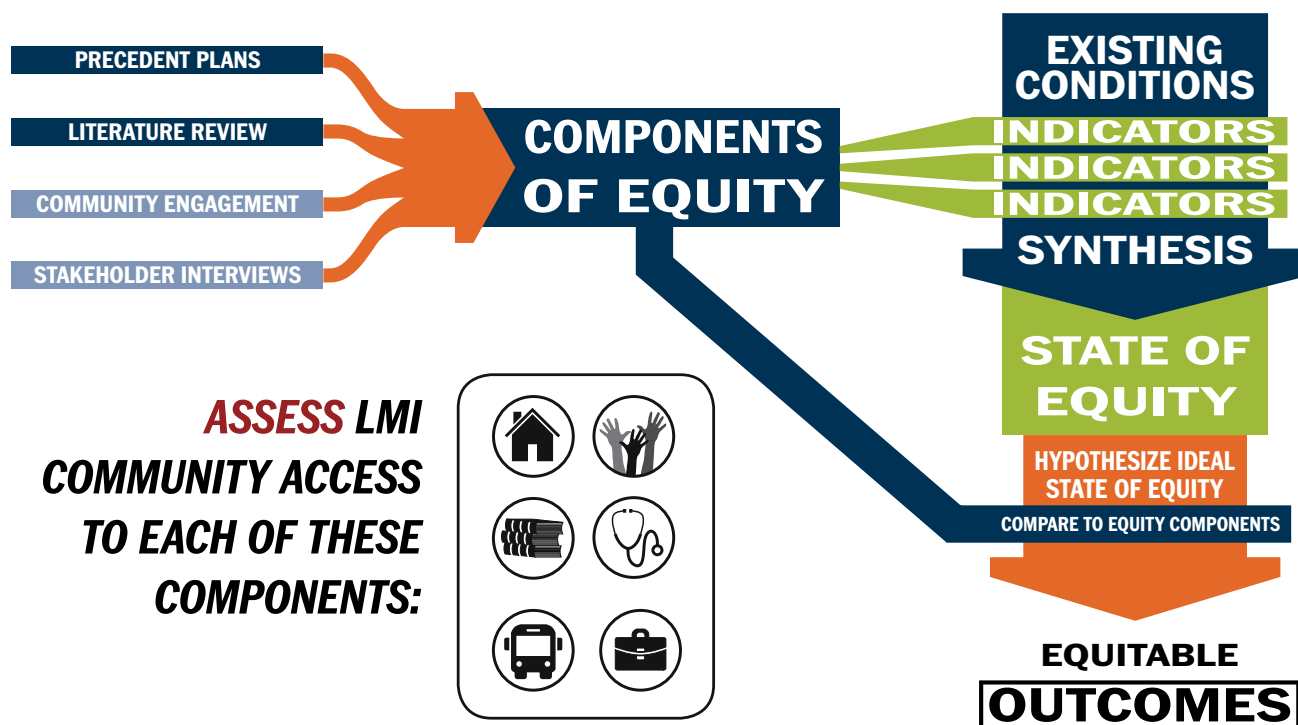 PRECEDENT PLANS
LITERATURE REVIEW
COMMUNITY ENGAGEMENT
STAKEHOLDER INTERVIEWS
COMPONENTS
OF EQUITY
EXISTING
CONDITIONS
INDICATORS
INDICATORS
INDICATORS
SYNTHESIS
STATE OF
EQUITY
HYPOTHESIZE IDEAL
STATE OF EQUITY
COMPARE TO EQUITY COMPONENTS
EQUITABLE
OUTCOMES
ASSESS LMI
COMMUNITY ACCESS
TO EACH OF THESE
COMPONENTS: